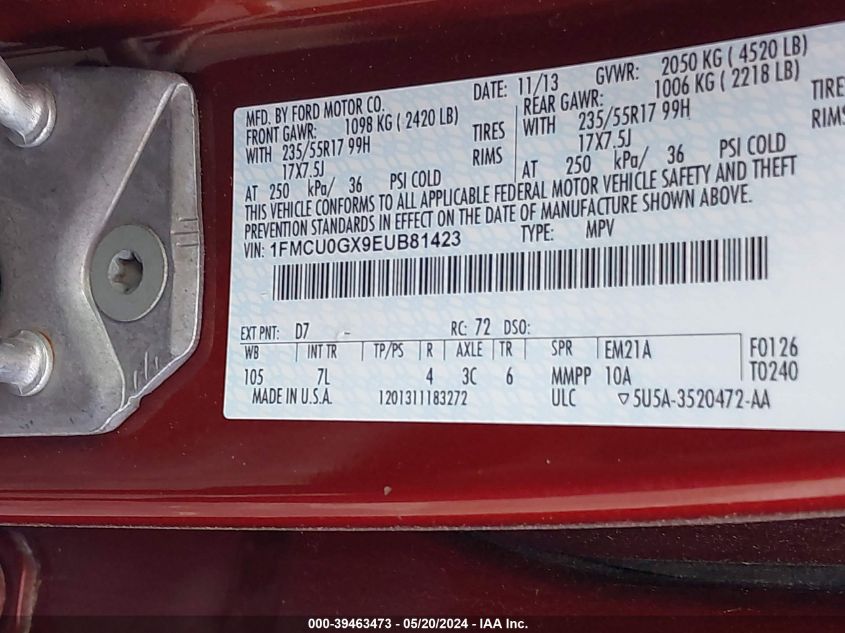 MFD. BY FORD MOTOR CO. DATE: 11/13 GVWR: 2050 KG ( 4520 LB)
FRONT GAWR: 1098 KG ( 2420 LB) REAR GAWR: 1006 KG ( 2218 LB)
WITH 235/55R17 99H TIRES WITH 235/55R17 99H TIRE
17X7.5J RIMS 17X7.5J RIMS
AT 250 kPa/ 36 PSI COLD AT 250 kPa/ 36 PSI COLD
THIS VEHICLE CONFORMS TO ALL APPLICABLE FEDERAL MOTOR VEHICLE SAFETY AND THEFT
PREVENTION STANDARDS IN EFFECT ON THE DATE OF MANUFACTURE SHOWN ABOVE.
VIN: 1FMCU0GX9EUB81423 TYPE: MPV
EXT PNT: D7 - RC: 72 DSO:
WB INT TR TP/PS R AXLE TR SPR EM21A F0126
105 7L 4 3C 6 MMPP 10A T0240
MADE IN U.S.A. 1201311183272 ULC ▽5U5A-3520472-AA
000-39463473 - 05/20/2024 - IAA Inc.